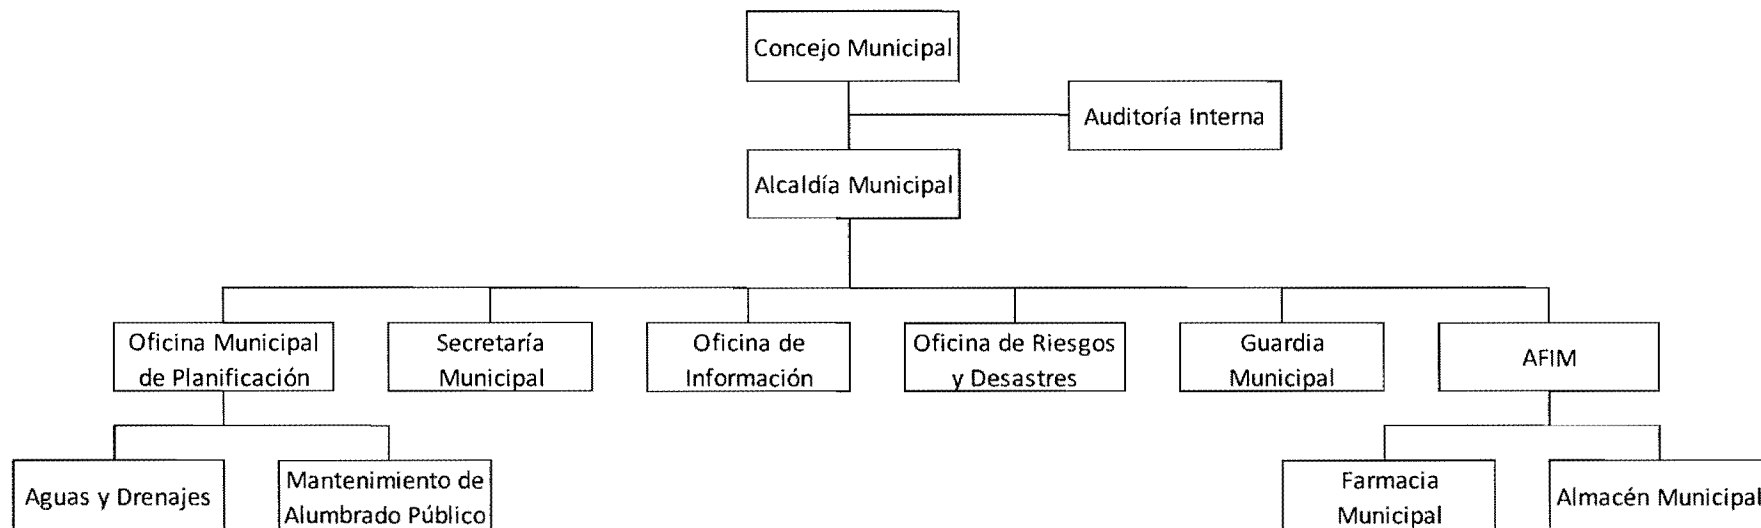 Concejo Municipal
Auditoría Interna
Alcaldía Municipal
Oficina Municipal
de Planificación
Secretaría
Municipal
Oficina de
Información
Oficina de Riesgos
y Desastres
Guardia
Municipal
AFIM
Aguas y Drenajes
Mantenimiento de
Alumbrado Público
Farmacia
Municipal
Almacén Municipal